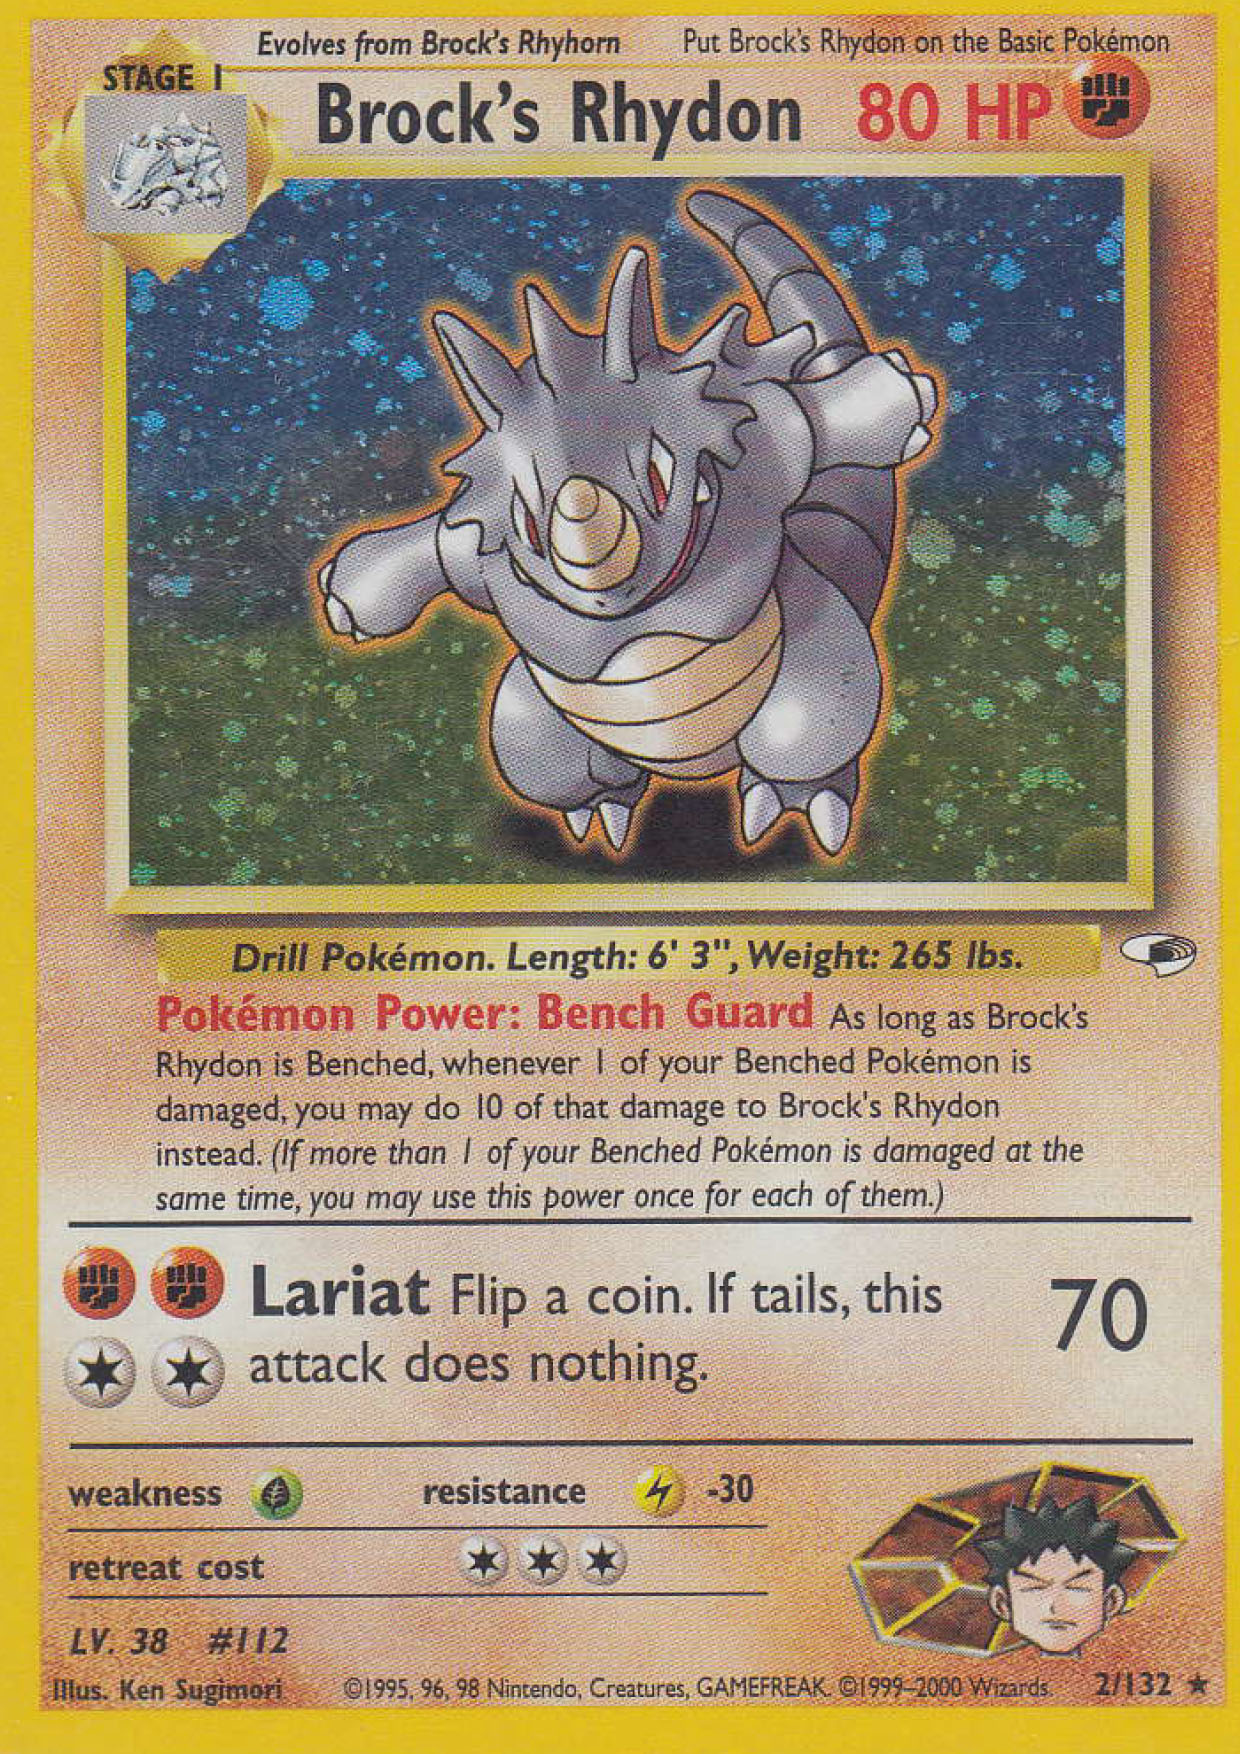 Evolves from Brock's Rhyhorn Put Brock's Rhydon on the Basic Pokémon
STAGE 1
Brock's Rhydon 80 HP
Drill Pokémon. Length: 6' 3", Weight: 265 lbs.
Pokémon Power: Bench Guard As long as Brock's
Rhydon is Benched, whenever 1 of your Benched Pokémon is
damaged, you may do 10 of that damage to Brock's Rhydon
instead. (If more than 1 of your Benched Pokémon is damaged at the
same time, you may use this power once for each of them.)
Lariat Flip a coin. If tails, this 70
attack does nothing.
weakness resistance -30
retreat cost
LV. 38 #112
Illus. Ken Sugimori ©1995, 96, 98 Nintendo, Creatures, GAMEFREAK. ©1999–2000 Wizards. 2/132 ★